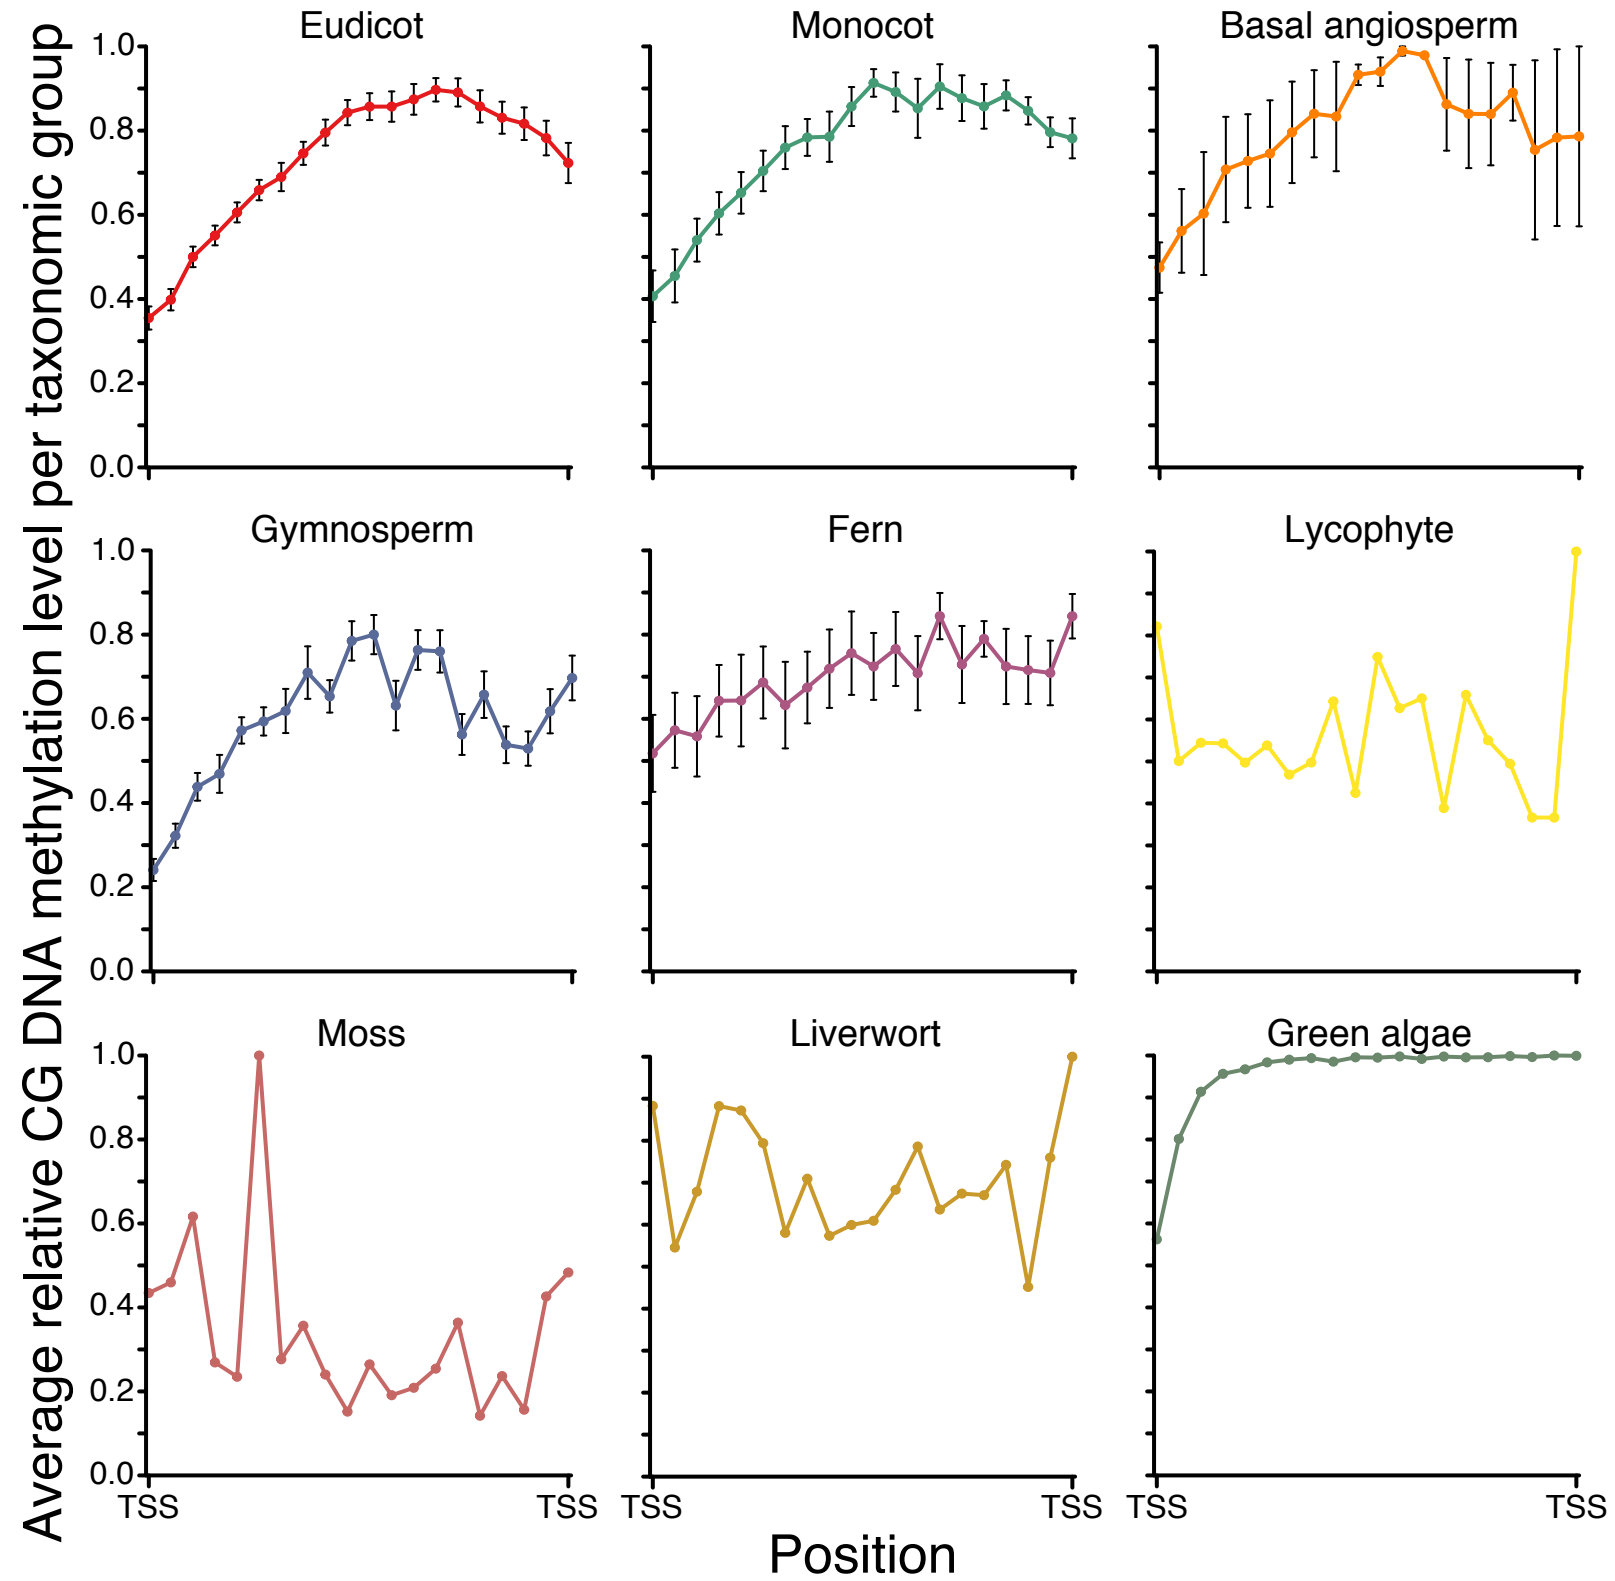 Average relative CG DNA methylation level per taxonomic group
Eudicot
Monocot
Basal angiosperm
1.0
0.8
0.6
0.4
0.2
0.0
Gymnosperm
Fern
Lycophyte
1.0
0.8
0.6
0.4
0.2
0.0
Moss
Liverwort
Green algae
1.0
0.8
0.6
0.4
0.2
0.0
TSS TSS TSS TSS TSS TSS
Position